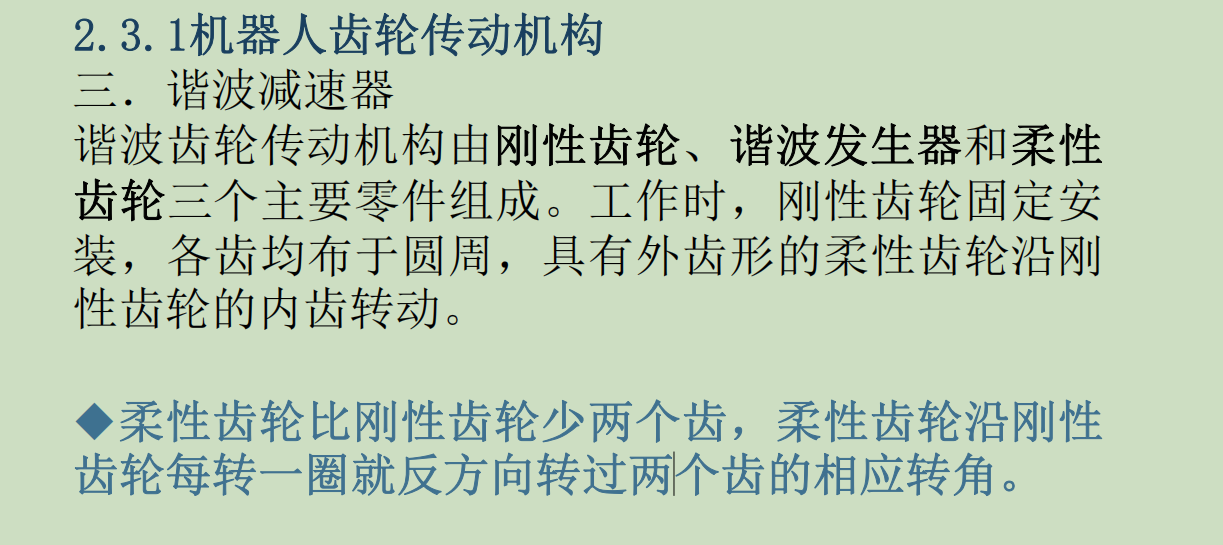 2.3.1机器人齿轮传动机构
三．谐波减速器
谐波齿轮传动机构由刚性齿轮、谐波发生器和柔性
齿轮三个主要零件组成。工作时，刚性齿轮固定安
装，各齿均布于圆周，具有外齿形的柔性齿轮沿刚
性齿轮的内齿转动。
◆柔性齿轮比刚性齿轮少两个齿，柔性齿轮沿刚性
齿轮每转一圈就反方向转过两个齿的相应转角。